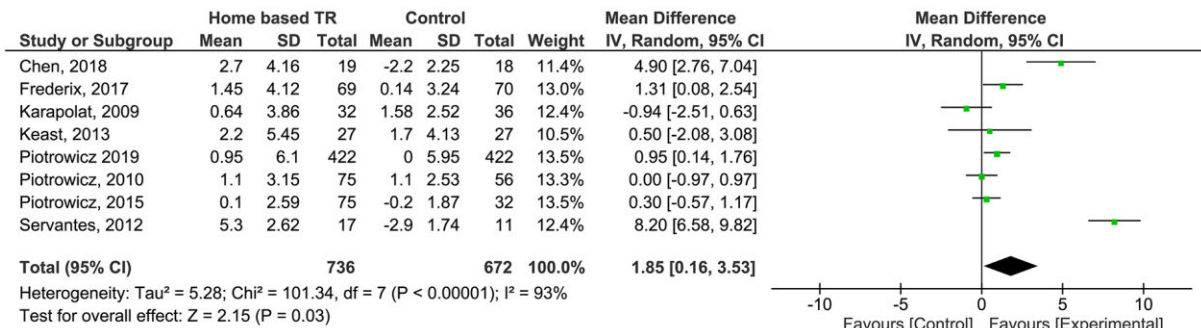 Home based TR Control Mean Difference Mean Difference
Study or Subgroup Mean SD Total Mean SD Total Weight IV, Random, 95% CI IV, Random, 95% CI
Chen, 2018 2.7 4.16 19 -2.2 2.25 18 11.4% 4.90 [2.76, 7.04]
Frederix, 2017 1.45 4.12 69 0.14 3.24 70 13.0% 1.31 [0.08, 2.54]
Karapolat, 2009 0.64 3.86 32 1.58 2.52 36 12.4% -0.94 [-2.51, 0.63]
Keast, 2013 2.2 5.45 27 1.7 4.13 27 10.5% 0.50 [-2.08, 3.08]
Piotrowicz 2019 0.95 6.1 422 0 5.95 422 13.5% 0.95 [0.14, 1.76]
Piotrowicz, 2010 1.1 3.15 75 1.1 2.53 56 13.3% 0.00 [-0.97, 0.97]
Piotrowicz, 2015 0.1 2.59 75 -0.2 1.87 32 13.4% 0.30 [-0.57, 1.17]
Servantes, 2012 5.3 2.62 17 -2.9 1.74 11 12.4% 8.20 [6.58, 9.82]
Total (95% CI) 736 672 100.0% 1.85 [0.16, 3.53]
Heterogeneity: Tau² = 5.28; Chi² = 101.34, df = 7 (P < 0.00001); I² = 93%
Test for overall effect: Z = 2.15 (P = 0.03)
-10 -5 0 5 10
Favours [Control] Favours [Experimental]